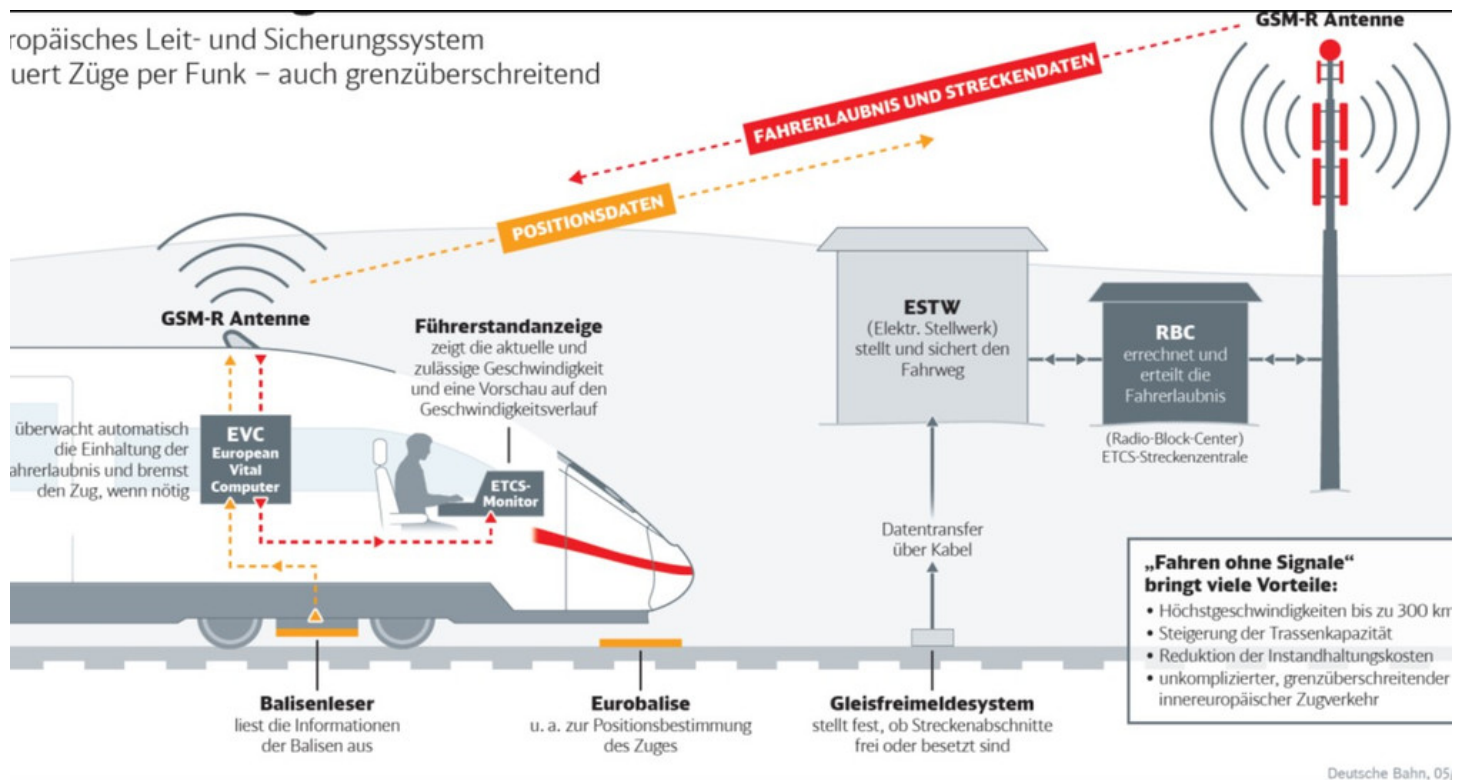 ropäisches Leit- und Sicherungssystem
uert Züge per Funk – auch grenzüberschreitend
GSM-R Antenne
FAHRERLAUBNIS UND STRECKENDATEN
POSITIONSDATEN
GSM-R Antenne
Führerstandanzeige
zeigt die aktuelle und
zulässige Geschwindigkeit
und eine Vorschau auf den
Geschwindigkeitsverlauf
überwacht automatisch
die Einhaltung der
ahrerlaubnis und bremst
den Zug, wenn nötig
EVC
European
Vital
Computer
ETCS-
Monitor
ESTW
(Elektr. Stellwerk)
stellt und sichert den
Fahrweg
RBC
errechnet und
erteilt die
Fahrerlaubnis
(Radio-Block-Center)
ETCS-Streckenzentrale
Datentransfer
über Kabel
„Fahren ohne Signale“
bringt viele Vorteile:
• Höchstgeschwindigkeiten bis zu 300 km
• Steigerung der Trassenkapazität
• Reduktion der Instandhaltungskosten
• unkomplizierter, grenzüberschreitender
innereuropäischer Zugverkehr
Balisenleser
liest die Informationen
der Balisen aus
Eurobalise
u. a. zur Positionsbestimmung
des Zuges
Gleisfreimeldesystem
stellt fest, ob Streckenabschnitte
frei oder besetzt sind
Deutsche Bahn, 05